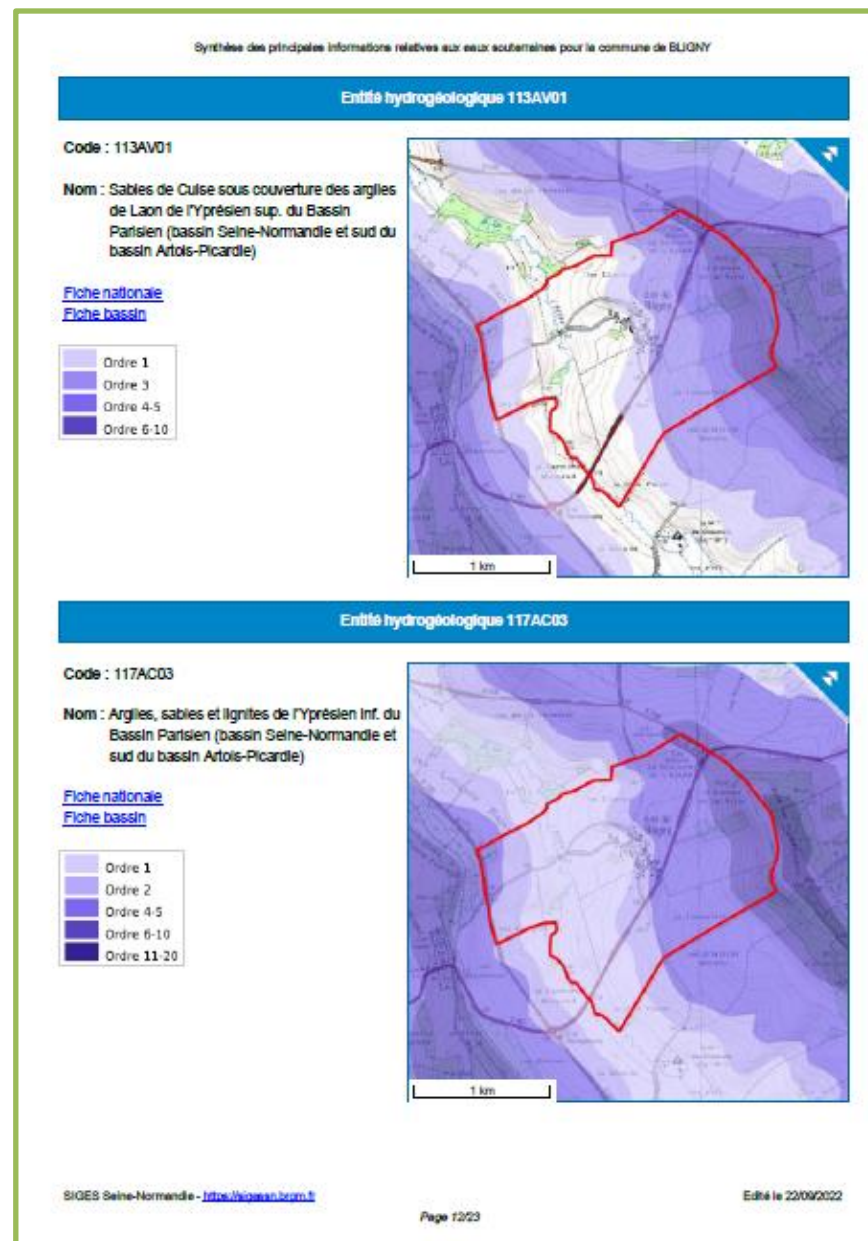 Synthèse des principales informations relatives aux eaux souterraines pour la commune de BLIGNY
Entité hydrogéologique 113AV01
Code : 113AV01
Nom : Sables de Cuise sous couverture des argiles
de Laon de l'Yprésien sup. du Bassin
Parisien (bassin Seine-Normandie et sud du
bassin Artois-Picardie)
Fiche nationale
Fiche bassin
Ordre 1
Ordre 3
Ordre 4-5
Ordre 6-10
1 km
Entité hydrogéologique 117AC03
Code : 117AC03
Nom : Argiles, sables et lignites de l'Yprésien inf. du
Bassin Parisien (bassin Seine-Normandie et
sud du bassin Artois-Picardie)
Fiche nationale
Fiche bassin
Ordre 1
Ordre 2
Ordre 4-5
Ordre 6-10
Ordre 11-20
1 km
SIGES Seine-Normandie - https://sigessn.brgm.fr
Edité le 22/09/2022
Page 12/23